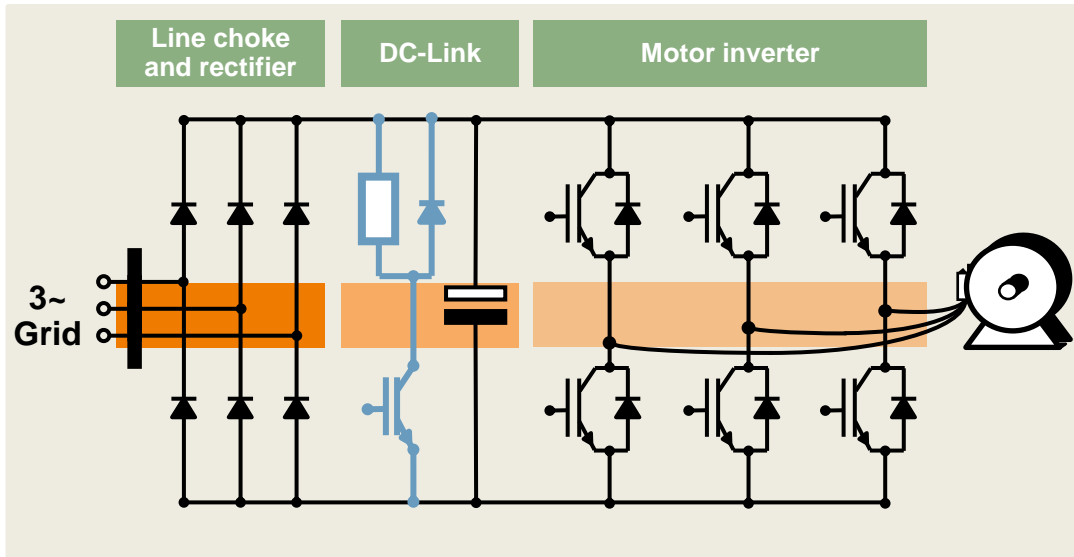 Line choke
and rectifier
DC-Link
Motor inverter
3~
Grid